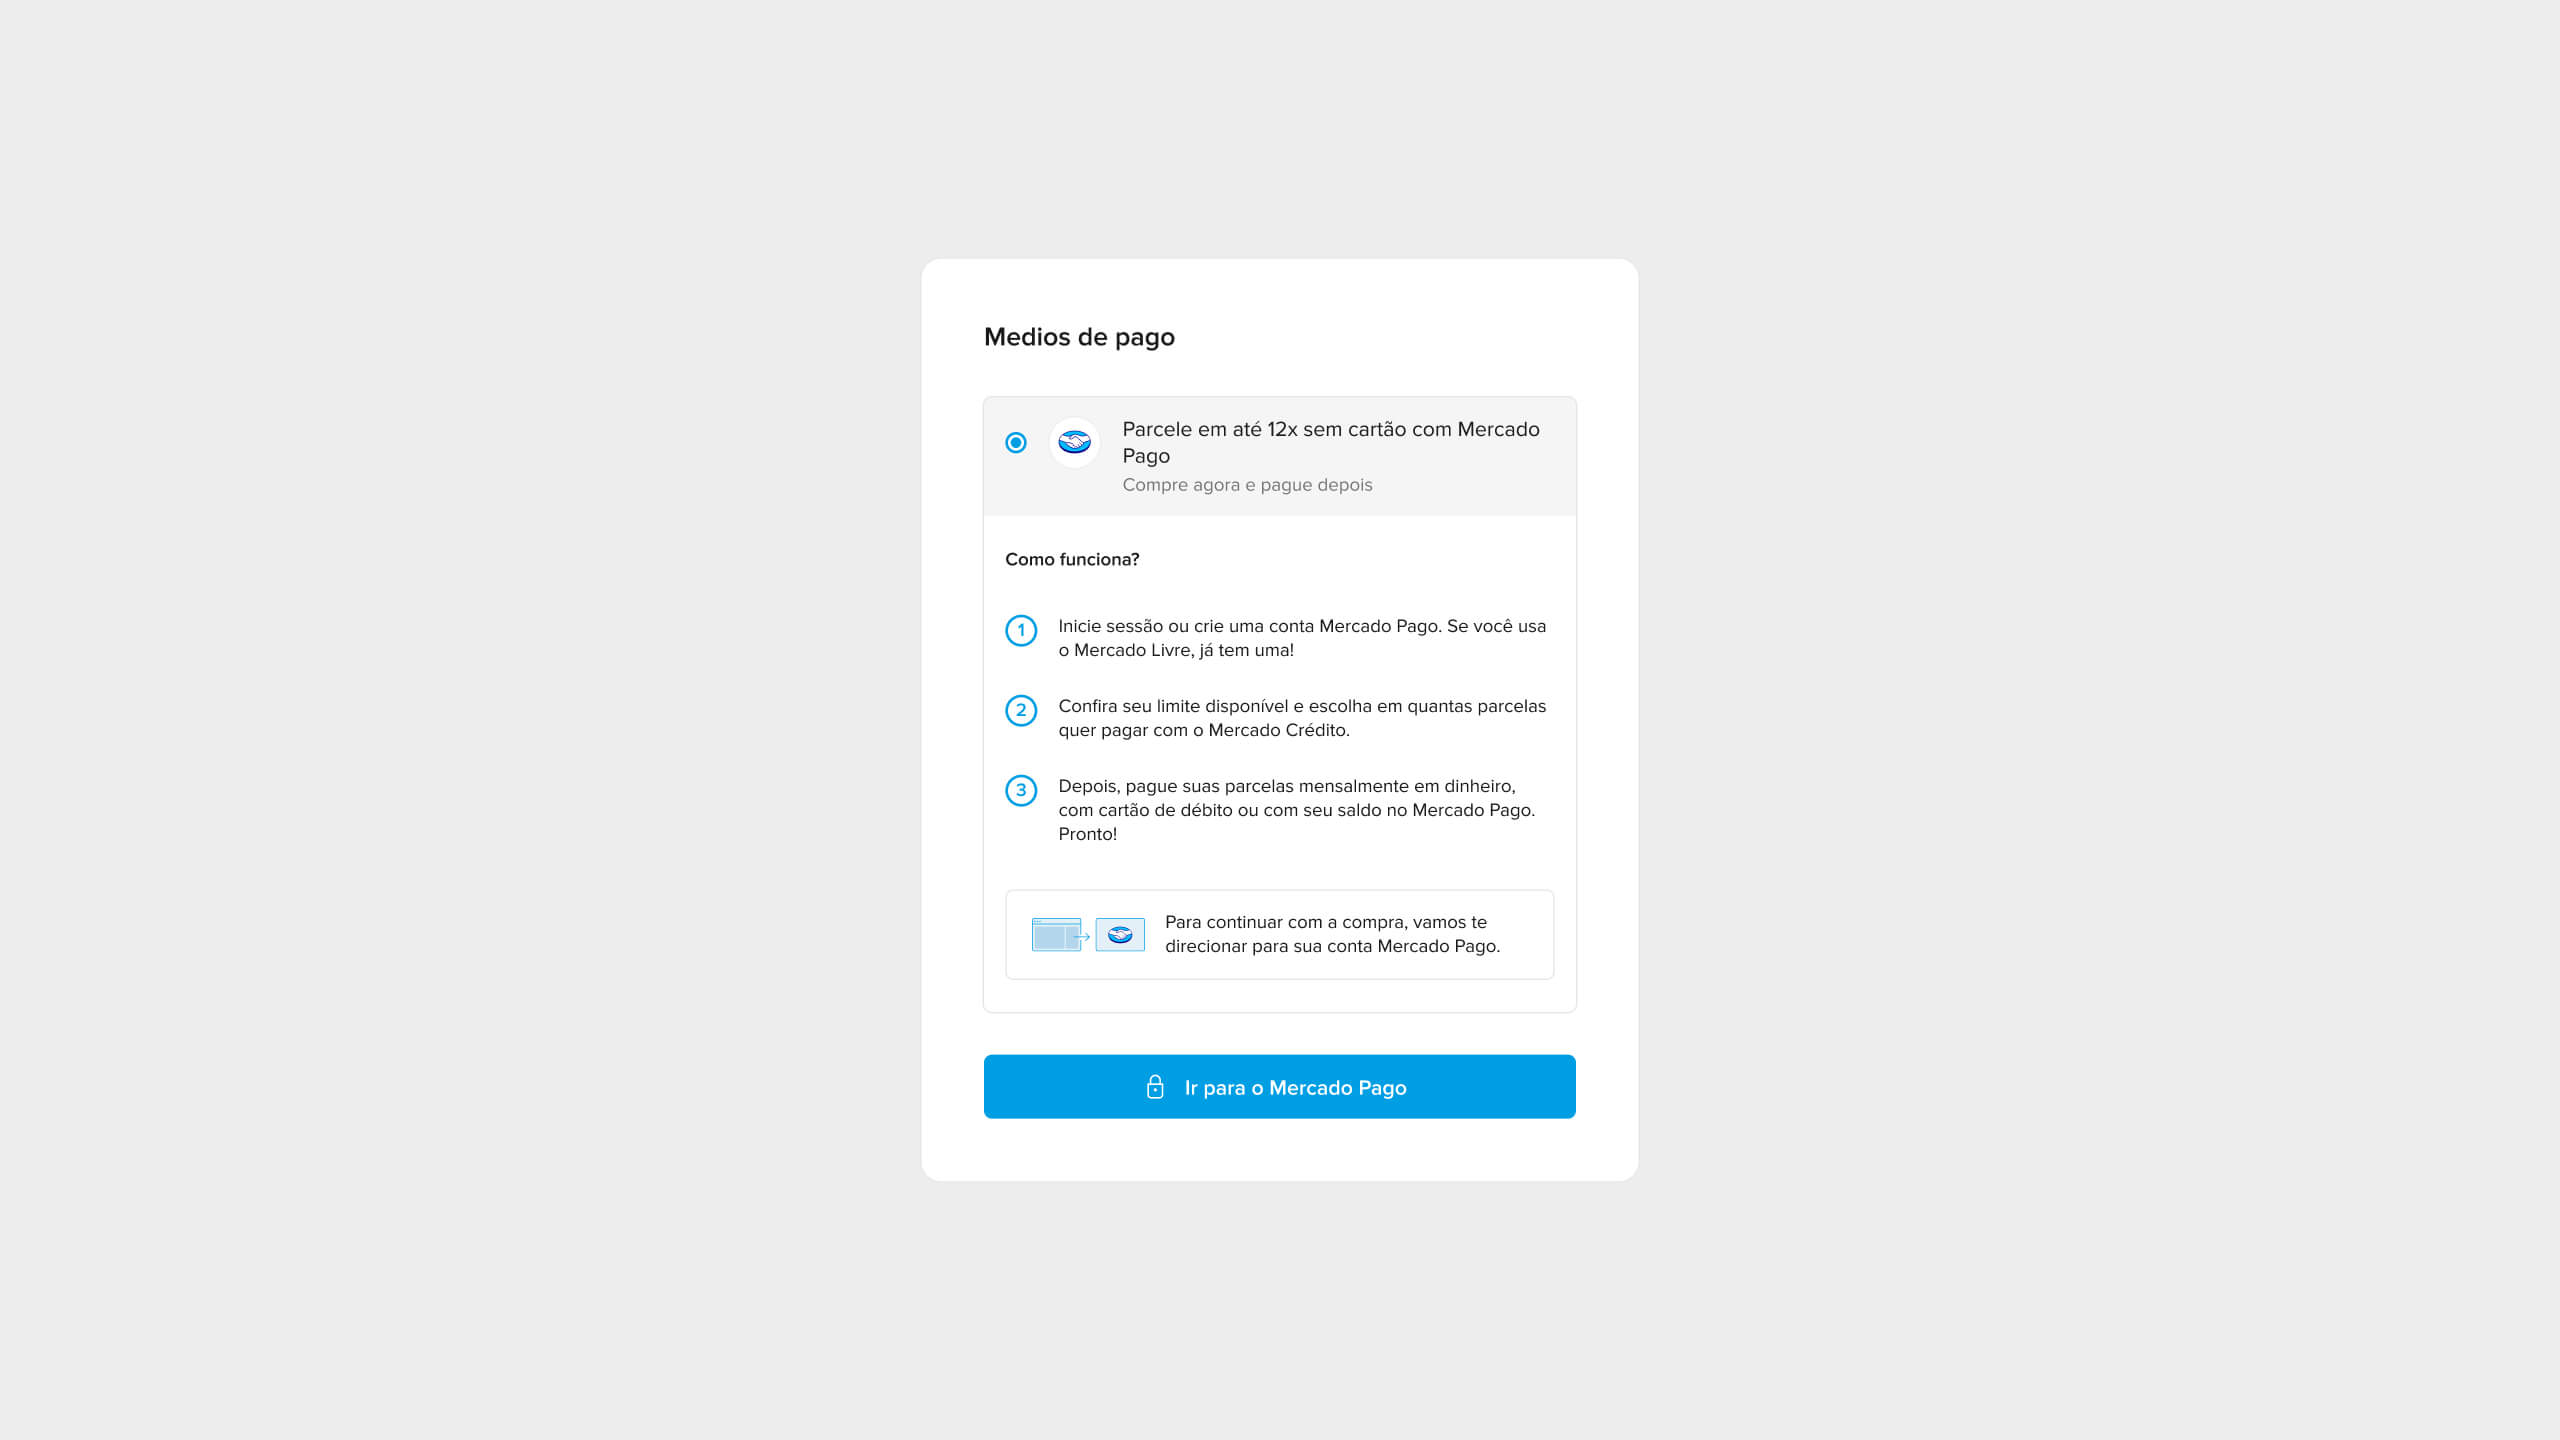 Medios de pago
Parcele em até 12x sem cartão com Mercado
Pago
Compre agora e pague depois
Como funciona?
1
Inicie sessão ou crie uma conta Mercado Pago. Se você usa
o Mercado Livre, já tem uma!
2
Confira seu limite disponível e escolha em quantas parcelas
quer pagar com o Mercado Crédito.
3
Depois, pague suas parcelas mensalmente em dinheiro,
com cartão de débito ou com seu saldo no Mercado Pago.
Pronto!
Para continuar com a compra, vamos te
direcionar para sua conta Mercado Pago.
Ir para o Mercado Pago